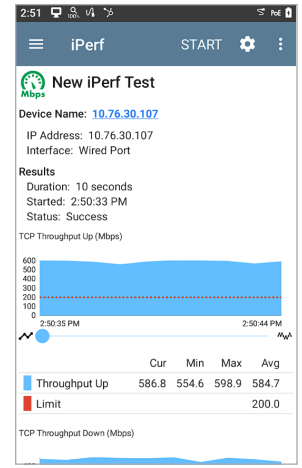 2:51 100% PoE
iPerf START
Mbps New iPerf Test
Device Name: 10.76.30.107
IP Address: 10.76.30.107
Interface: Wired Port
Results
Duration: 10 seconds
Started: 2:50:33 PM
Status: Success
TCP Throughput Up (Mbps)
600
500
400
300
200
100
0
2:50:35 PM 2:50:44 PM
Cur Min Max Avg
Throughput Up 586.8 554.6 598.9 584.7
Limit 200.0
TCP Throughput Down (Mbps)